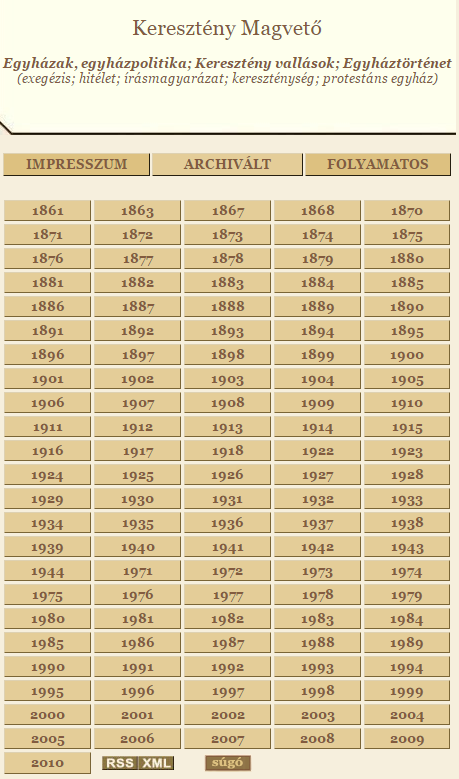 Keresztény Magvető
Egyházak, egyházpolitika; Keresztény vallások; Egyháztörténet
(exegézis; hitélet; írásmagyarázat; kereszténység; protestáns egyház)
IMPRESSZUM ARCHIVÁLT FOLYAMATOS
1861 1863 1867 1868 1870
1871 1872 1873 1874 1875
1876 1877 1878 1879 1880
1881 1882 1883 1884 1885
1886 1887 1888 1889 1890
1891 1892 1893 1894 1895
1896 1897 1898 1899 1900
1901 1902 1903 1904 1905
1906 1907 1908 1909 1910
1911 1912 1913 1914 1915
1916 1917 1918 1922 1923
1924 1925 1926 1927 1928
1929 1930 1931 1932 1933
1934 1935 1936 1937 1938
1939 1940 1941 1942 1943
1944 1971 1972 1973 1974
1975 1976 1977 1978 1979
1980 1981 1982 1983 1984
1985 1986 1987 1988 1989
1990 1991 1992 1993 1994
1995 1996 1997 1998 1999
2000 2001 2002 2003 2004
2005 2006 2007 2008 2009
2010 RSS XML súgó